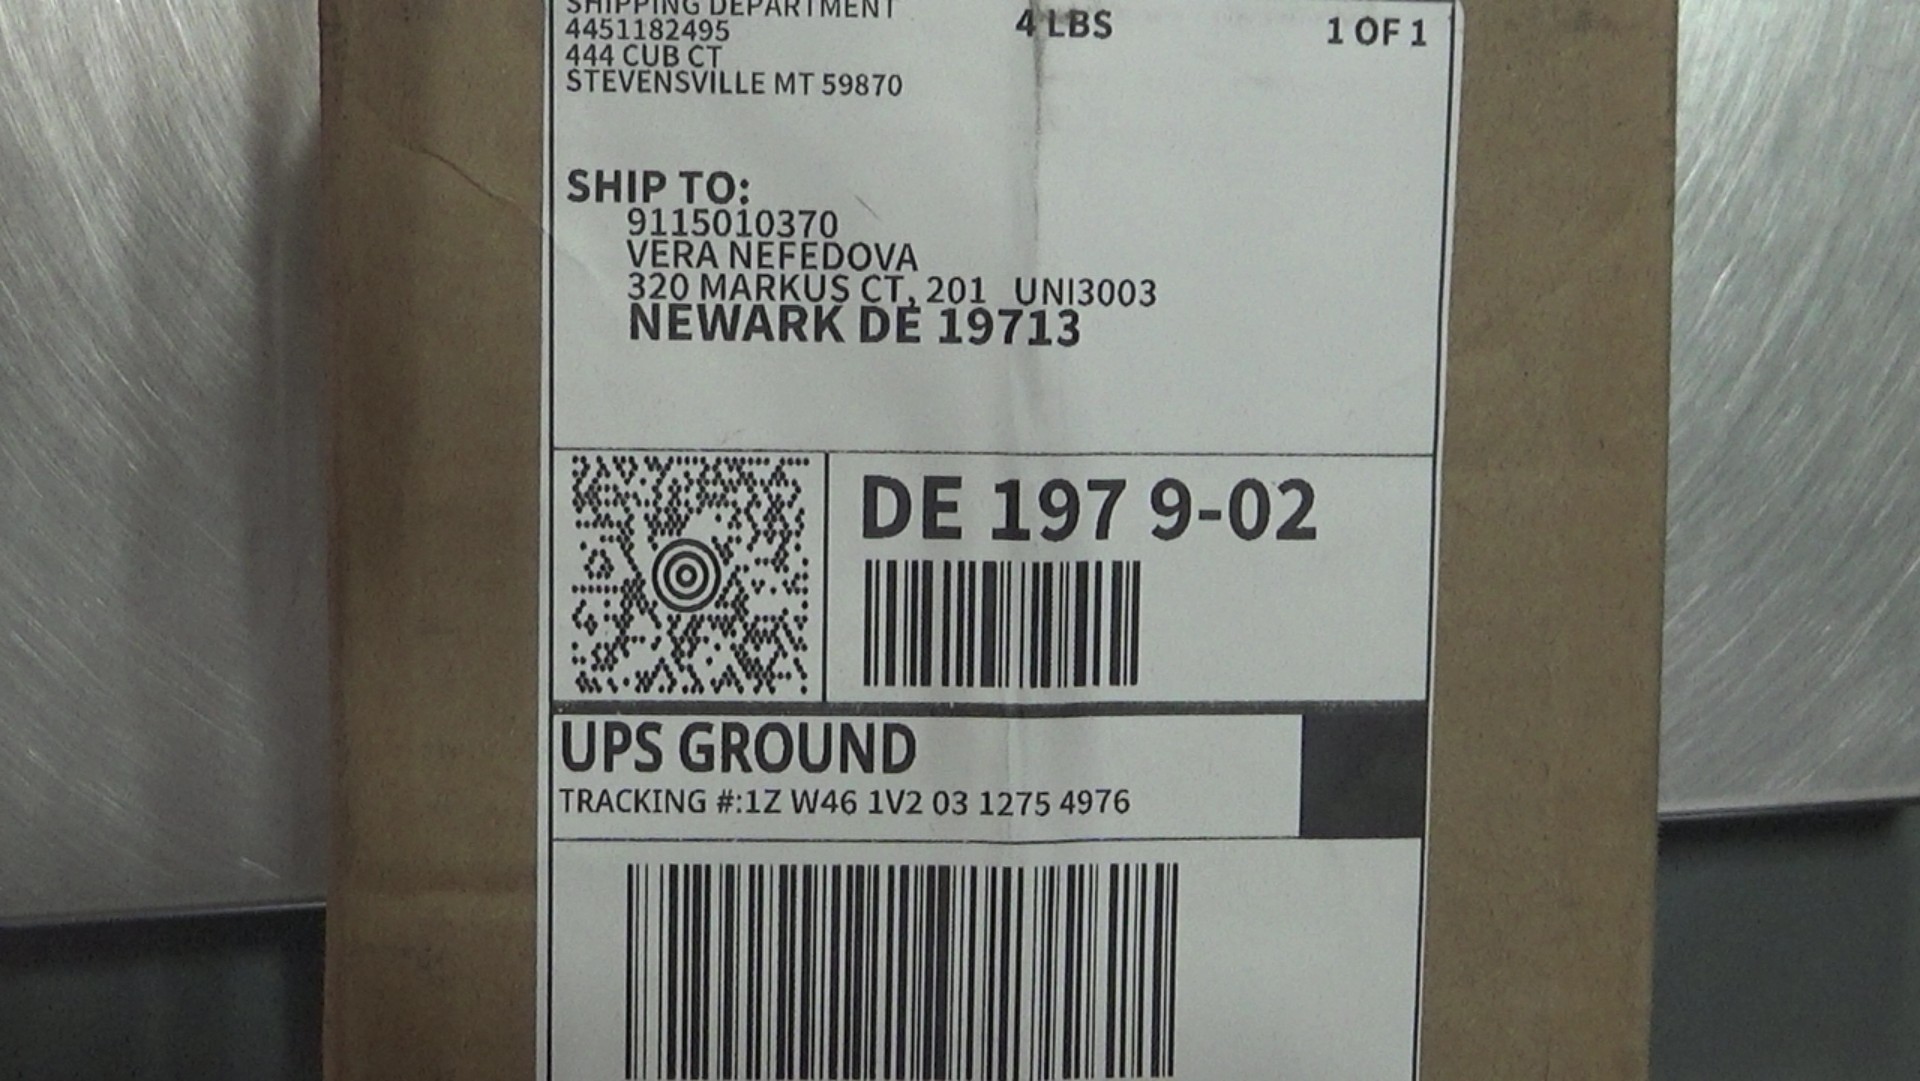 SHIPPING DEPARTMENT
4451182495
444 CUB CT
STEVENSVILLE MT 59870
4 LBS
1 OF 1
SHIP TO:
9115010370
VERA NEFEDOVA
320 MARKUS CT, 201 UNI3003
NEWARK DE 19713
DE 197 9-02
UPS GROUND
TRACKING #:1Z W46 1V2 03 1275 4976